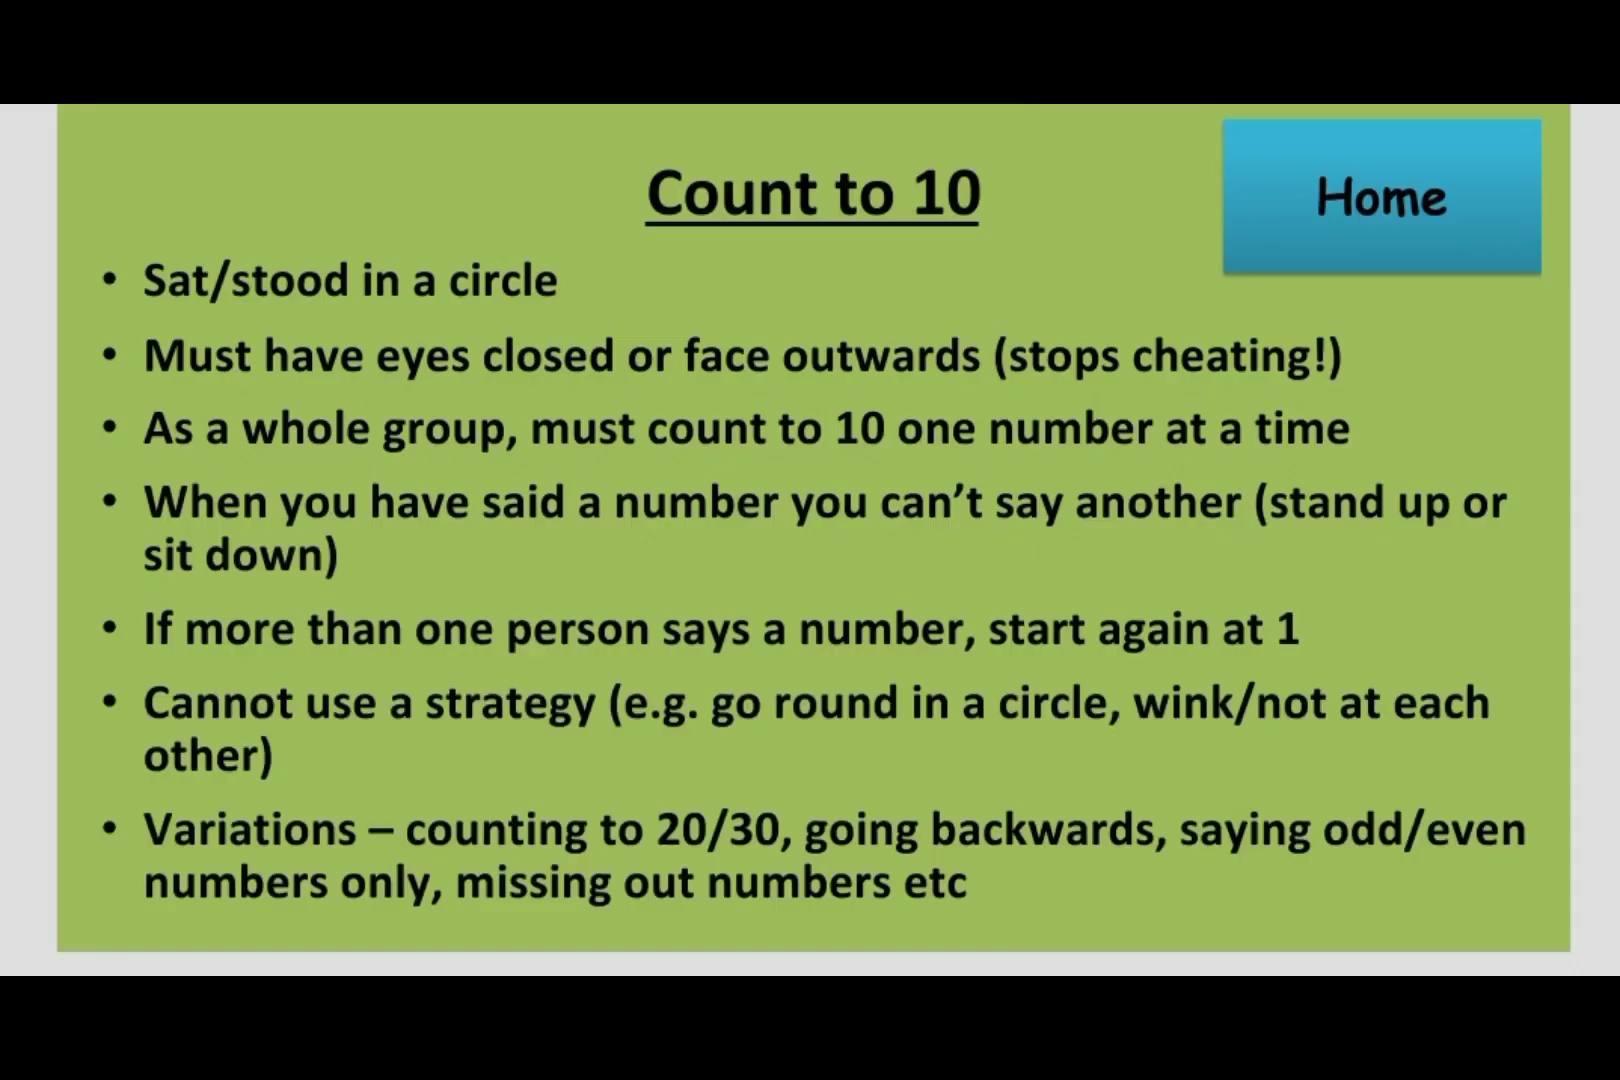 Count to 10
Home
• Sat/stood in a circle
• Must have eyes closed or face outwards (stops cheating!)
• As a whole group, must count to 10 one number at a time
• When you have said a number you can’t say another (stand up or
sit down)
• If more than one person says a number, start again at 1
• Cannot use a strategy (e.g. go round in a circle, wink/not at each
other)
• Variations – counting to 20/30, going backwards, saying odd/even
numbers only, missing out numbers etc